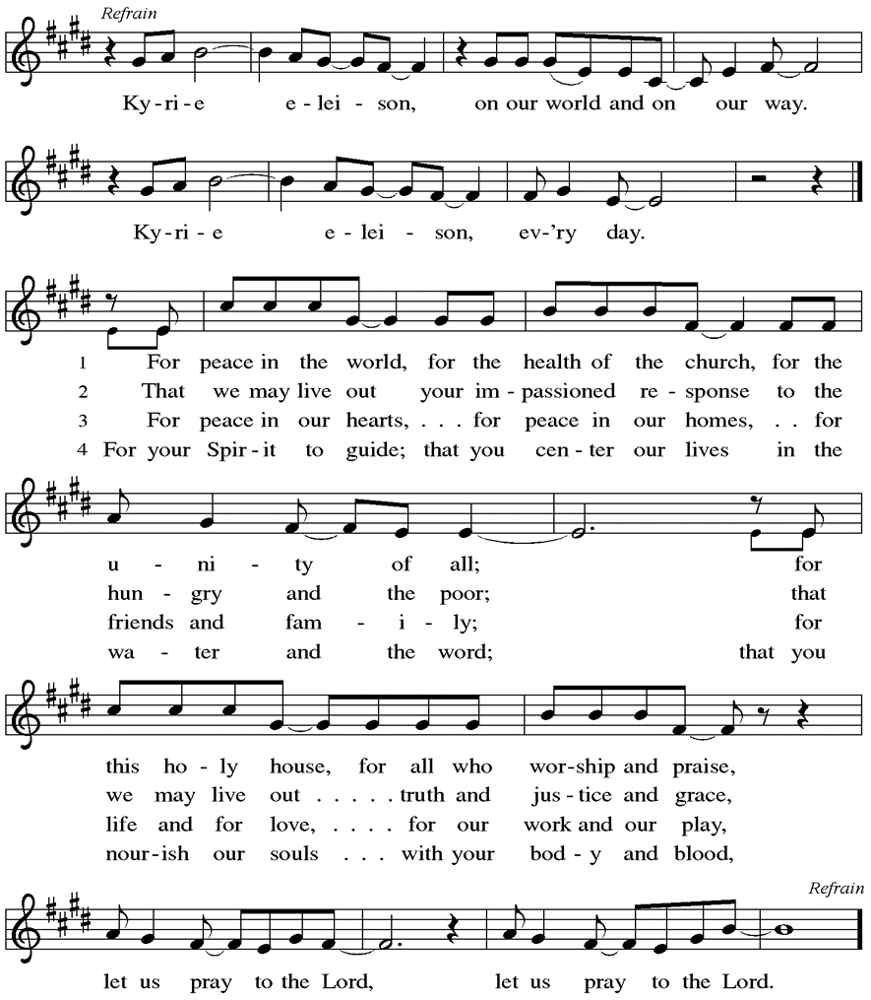 Refrain
Ky - ri - e e - lei - son, on our world and on our way.
Ky - ri - e e - lei - son, ev-’ry day.
1 For peace in the world, for the health of the church, for the
2 That we may live out your im - passioned re - sponse to the
3 For peace in our hearts, . . . for peace in our homes, . . for
4 For your Spir - it to guide; that you cen - ter our lives in the
u - ni - ty of all; for
hun - gry and the poor; that
friends and fam - i - ly; for
wa - ter and the word; that you
this ho - ly house, for all who wor-ship and praise,
we may live out . . . . . truth and jus - tice and grace,
life and for love, . . . . for our work and our play,
nour-ish our souls . . . with your bod - y and blood,
Refrain
let us pray to the Lord, let us pray to the Lord.